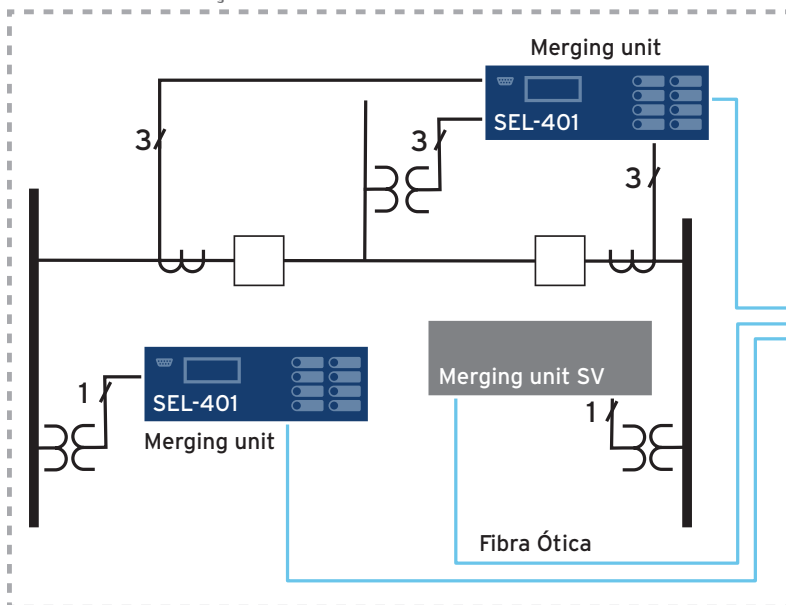 Merging unit
SEL-401
3
3
3
SEL-401
Merging unit
1
Merging unit SV
1
Fibra Ótica